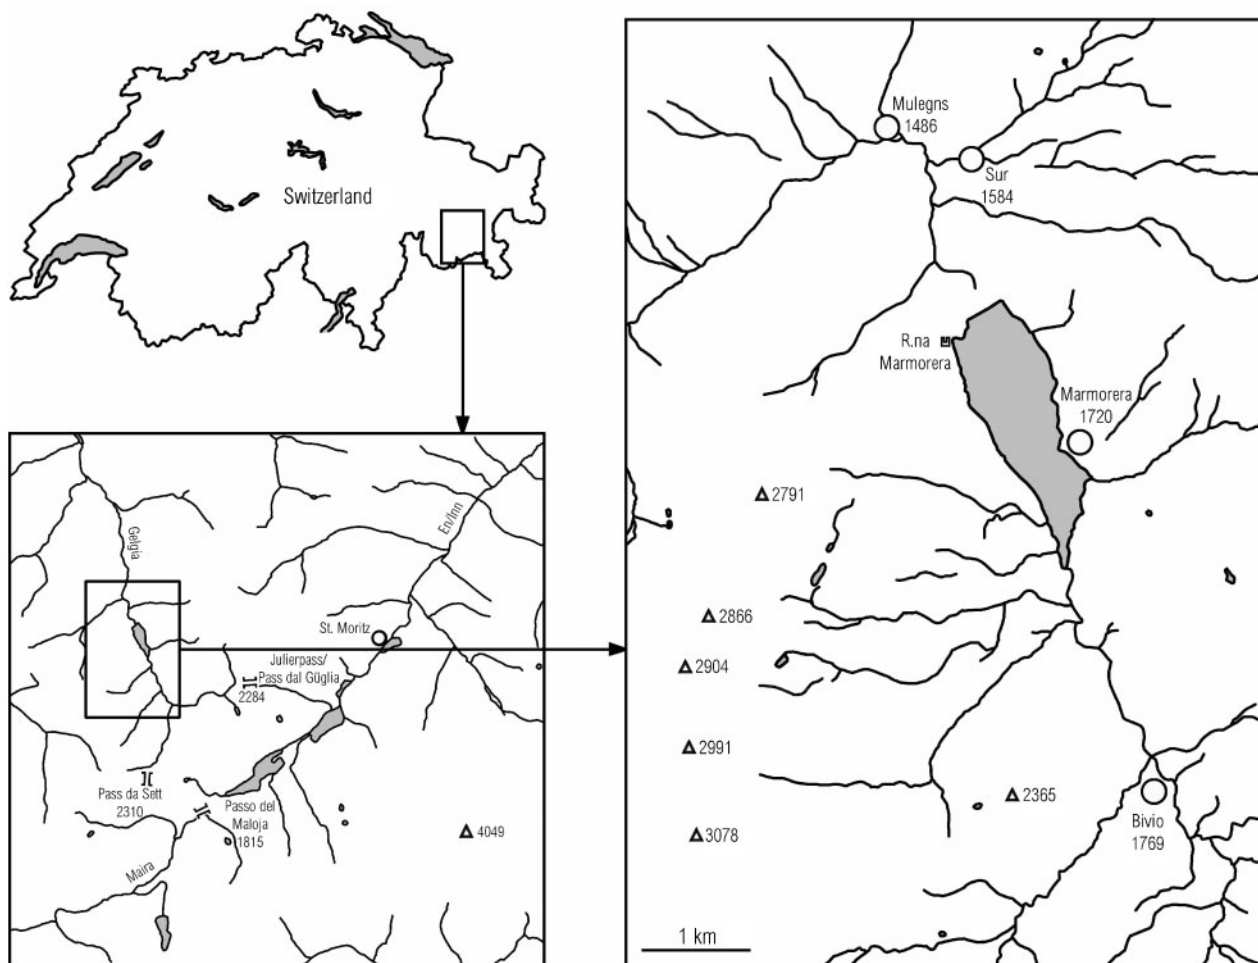 Switzerland
Gelgia
En/Inn
St. Moritz
Julierpass/
Pass dal Güglia
2284
Pass da Sett
2310
Passo del
Maloja
1815
4049
Maira
Mulegns
1486
Sur
1584
R.na
Marmorera
Marmorera
1720
2791
2866
2904
2991
2365
3078
Bivio
1769
1 km